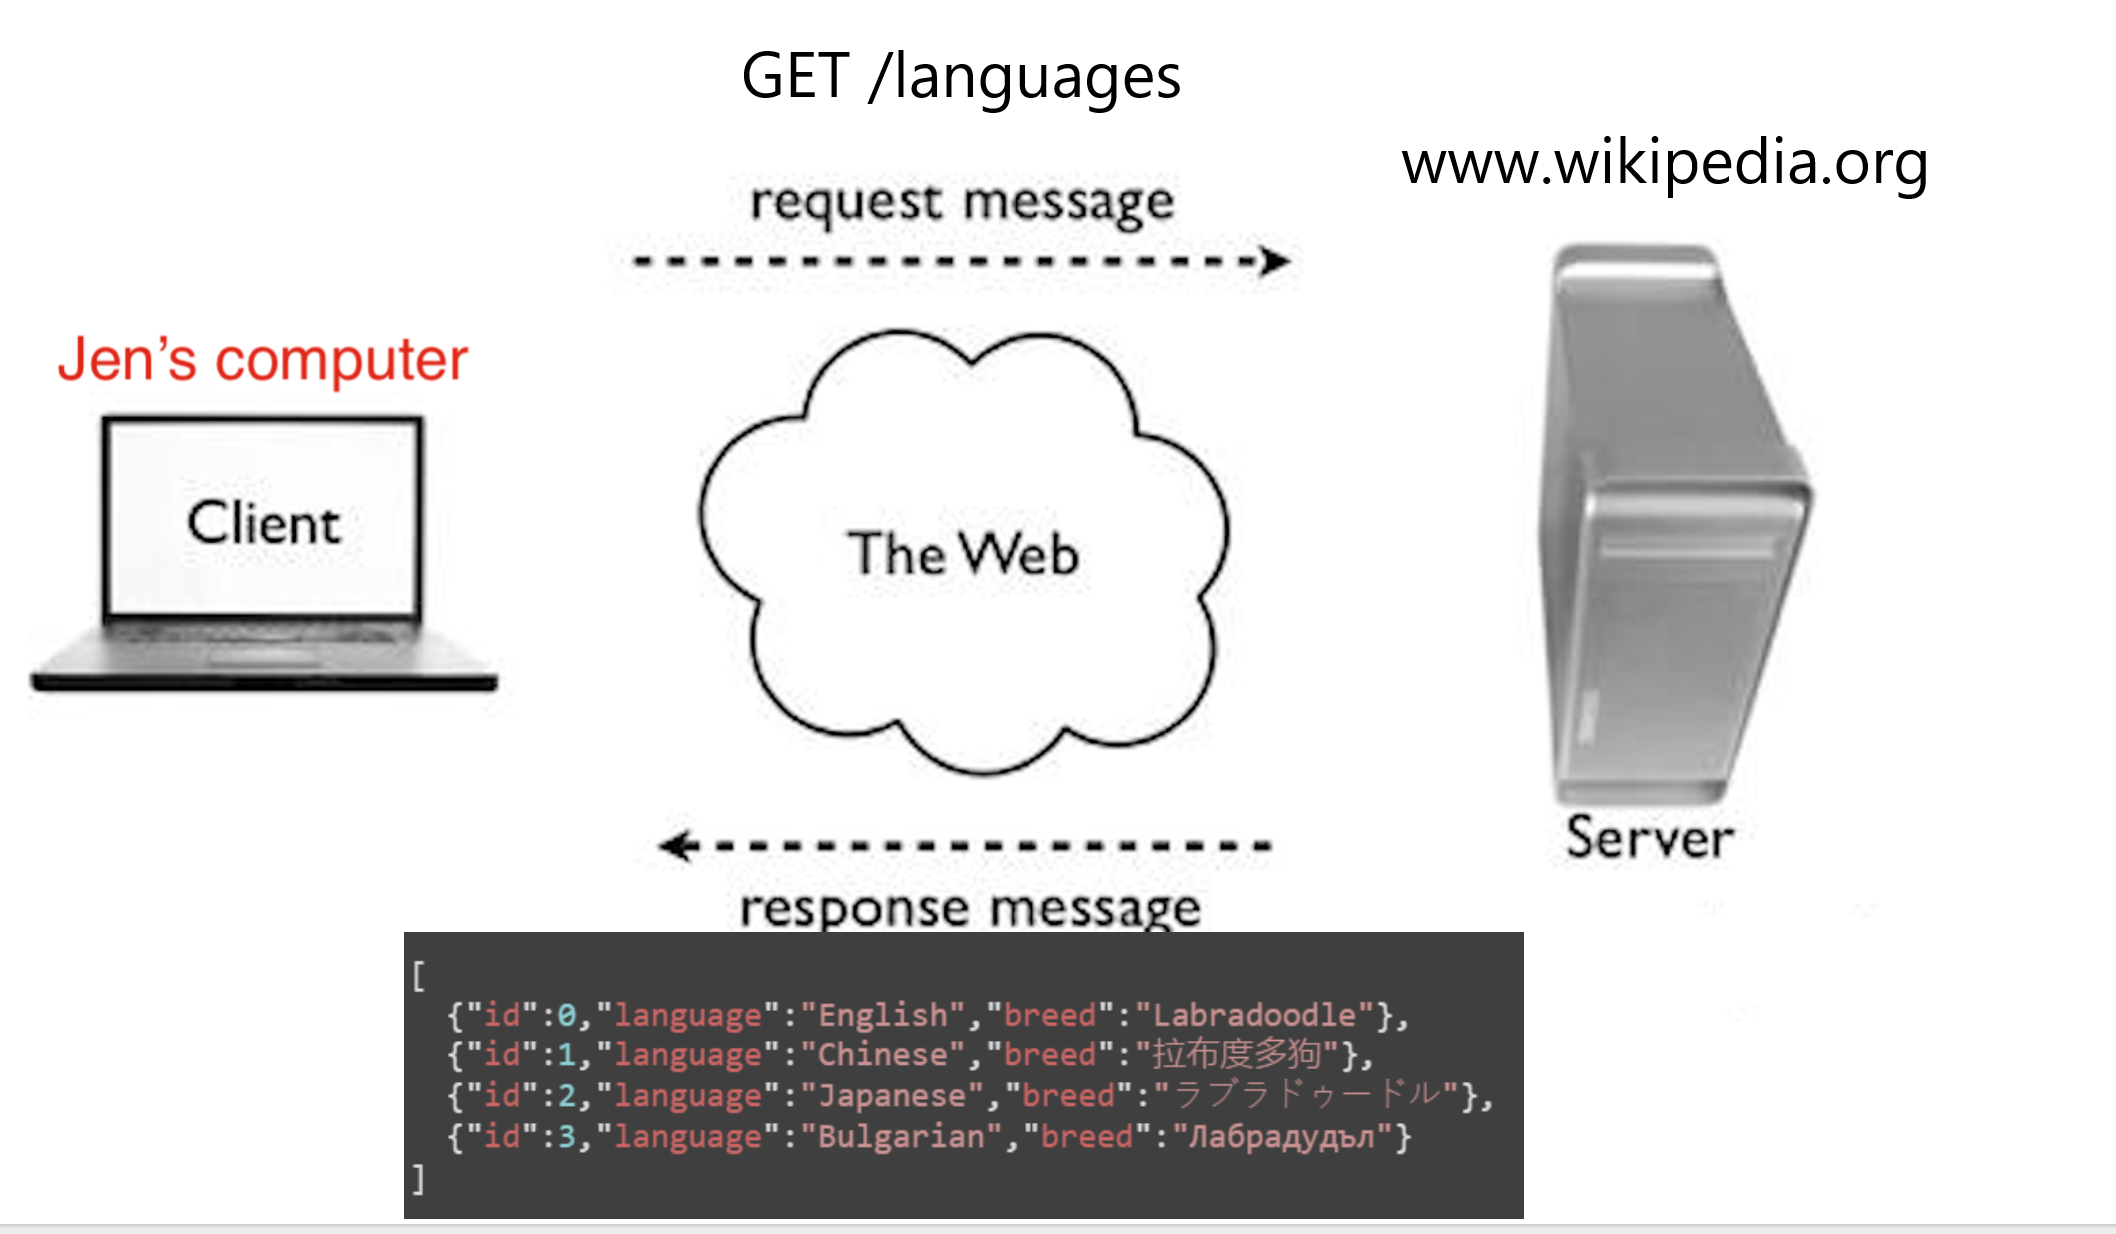 GET /languages
www.wikipedia.org
request message
Jen's computer
Client
The Web
Server
response message
[
{"id":0,"language":"English","breed":"Labradoodle"},
{"id":1,"language":"Chinese","breed":"拉布度多狗"},
{"id":2,"language":"Japanese","breed":"ラブラドゥードル"},
{"id":3,"language":"Bulgarian","breed":"Лабрадудъл"}
]